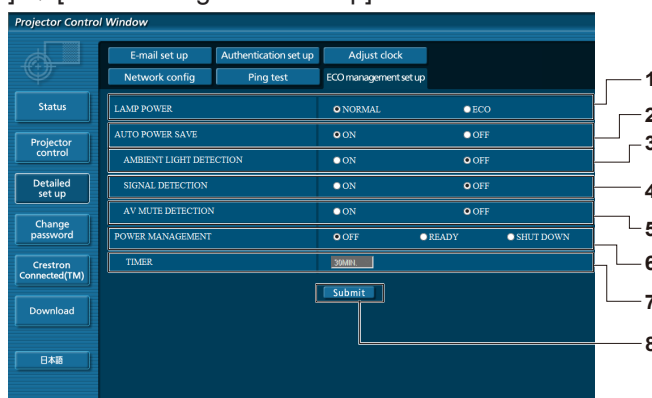 Projector Control Window
E-mail set up Authentication set up Adjust clock
Network config Ping test ECO management set up
Status
Projector control
Detailed set up
Change password
Crestron Connected(TM)
Download
日本語
LAMP POWER NORMAL ECO 1
AUTO POWER SAVE ON OFF 2
AMBIENT LIGHT DETECTION ON OFF 3
SIGNAL DETECTION ON OFF 4
AV MUTE DETECTION ON OFF 5
POWER MANAGEMENT OFF READY SHUT DOWN 6
TIMER 30MIN. 7
Submit 8